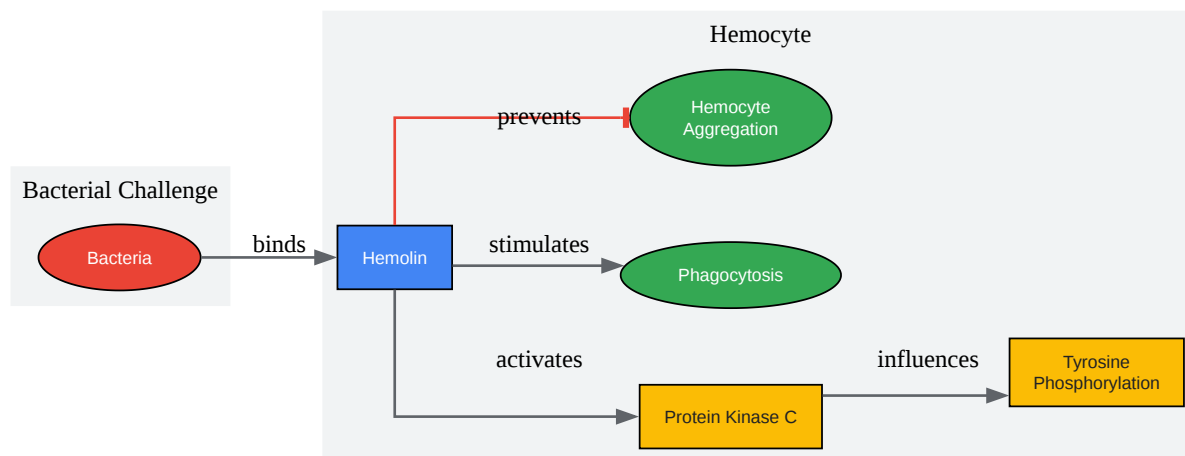 Hemocyte
Hemocyte
Aggregation
prevents
Bacterial Challenge
Bacteria
binds
Hemolin
stimulates
Phagocytosis
activates
Protein Kinase C
influences
Tyrosine
Phosphorylation